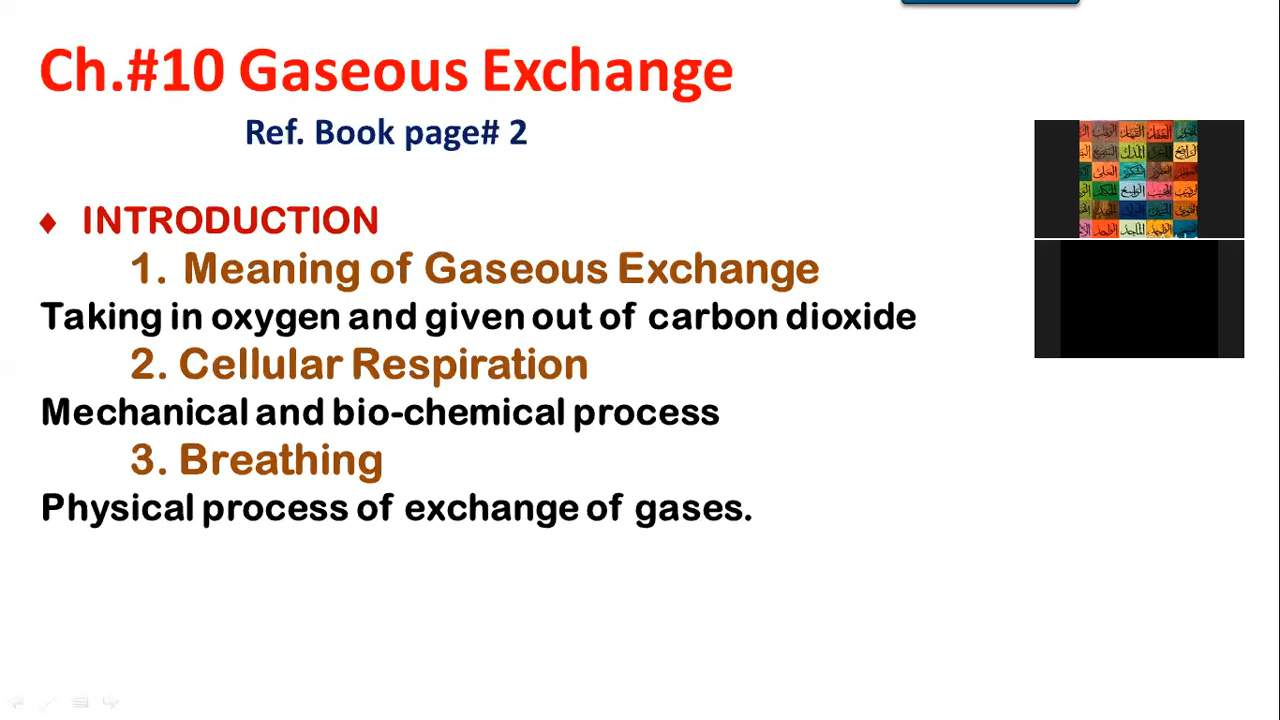 Ch.#10 Gaseous Exchange
Ref. Book page# 2
♦ INTRODUCTION
1. Meaning of Gaseous Exchange
Taking in oxygen and given out of carbon dioxide
2. Cellular Respiration
Mechanical and bio-chemical process
3. Breathing
Physical process of exchange of gases.